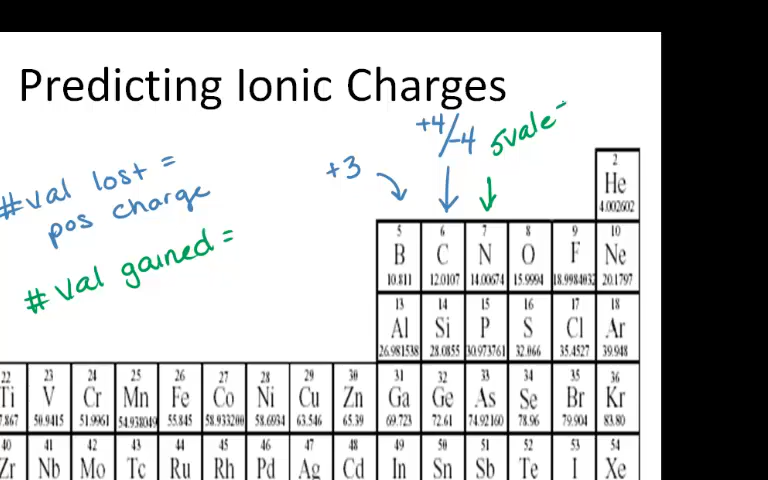 Predicting Ionic Charges
+4/-4 5vale-
#val lost = +3
pos charge
#val gained =
2
He
4.002602
5 6 7 8 9 10
B C N O F Ne
10.811 12.0107 14.00674 15.9994 18.9984032 20.1797
13 14 15 16 17 18
Al Si P S Cl Ar
26.981538 28.0855 30.973761 32.066 35.4527 39.948
22 23 24 25 26 27 28 29 30 31 32 33 34 35 36
Ti V Cr Mn Fe Co Ni Cu Zn Ga Ge As Se Br Kr
7.867 50.9415 51.9961 54.938049 55.845 58.933200 58.6934 63.546 65.39 69.723 72.61 74.92160 78.96 79.904 83.80
40 41 42 43 44 45 46 47 48 49 50 51 52 53 54
Zr Nb Mo Tc Ru Rh Pd Ag Cd In Sn Sb Te I Xe